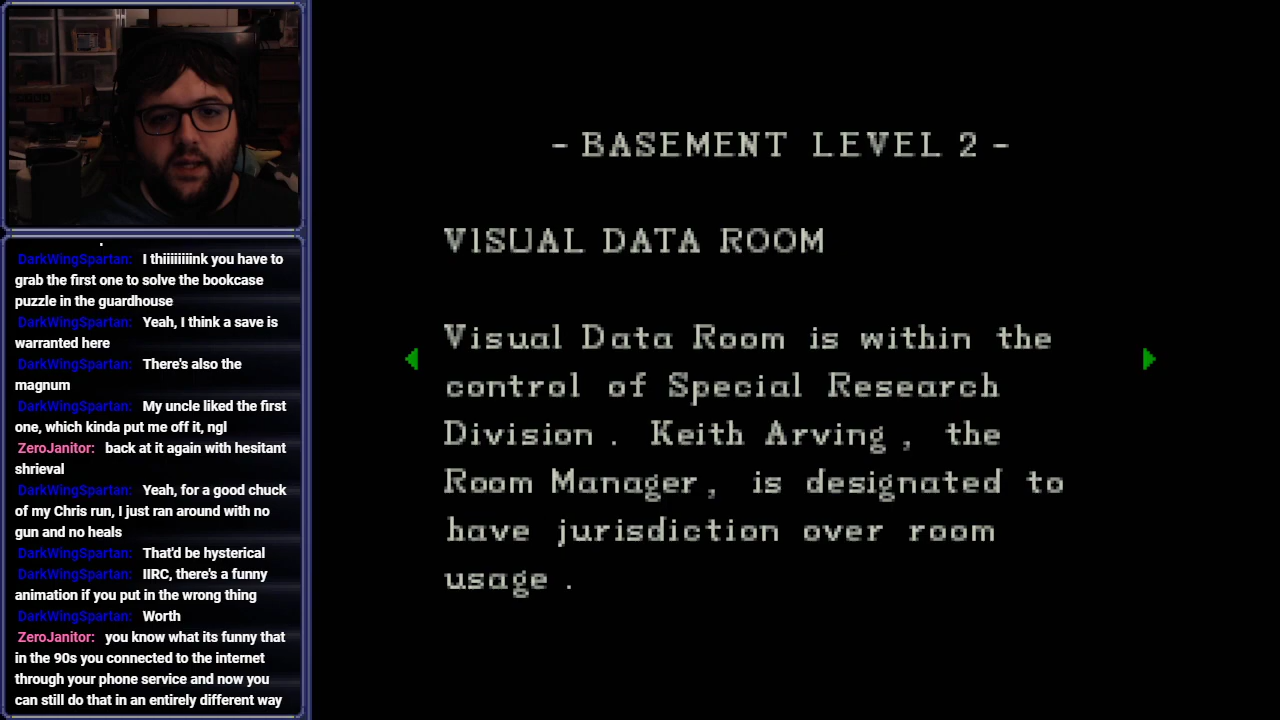 DarkWingSpartan: I thiiiiiiiink you have to
grab the first one to solve the bookcase
puzzle in the guardhouse
DarkWingSpartan: Yeah, I think a save is
warranted here
DarkWingSpartan: There's also the
magnum
DarkWingSpartan: My uncle liked the first
one, which kinda put me off it, ngl
ZeroJanitor: back at it again with hesitant
shrieval
DarkWingSpartan: Yeah, for a good chuck
of my Chris run, I just ran around with no
gun and no heals
DarkWingSpartan: That'd be hysterical
DarkWingSpartan: IIRC, there's a funny
animation if you put in the wrong thing
DarkWingSpartan: Worth
ZeroJanitor: you know what its funny that
in the 90s you connected to the internet
through your phone service and now you
can still do that in an entirely different way
- BASEMENT LEVEL 2 -
VISUAL DATA ROOM
Visual Data Room is within the
control of Special Research
Division. Keith Arving, the
Room Manager, is designated to
have jurisdiction over room
usage.